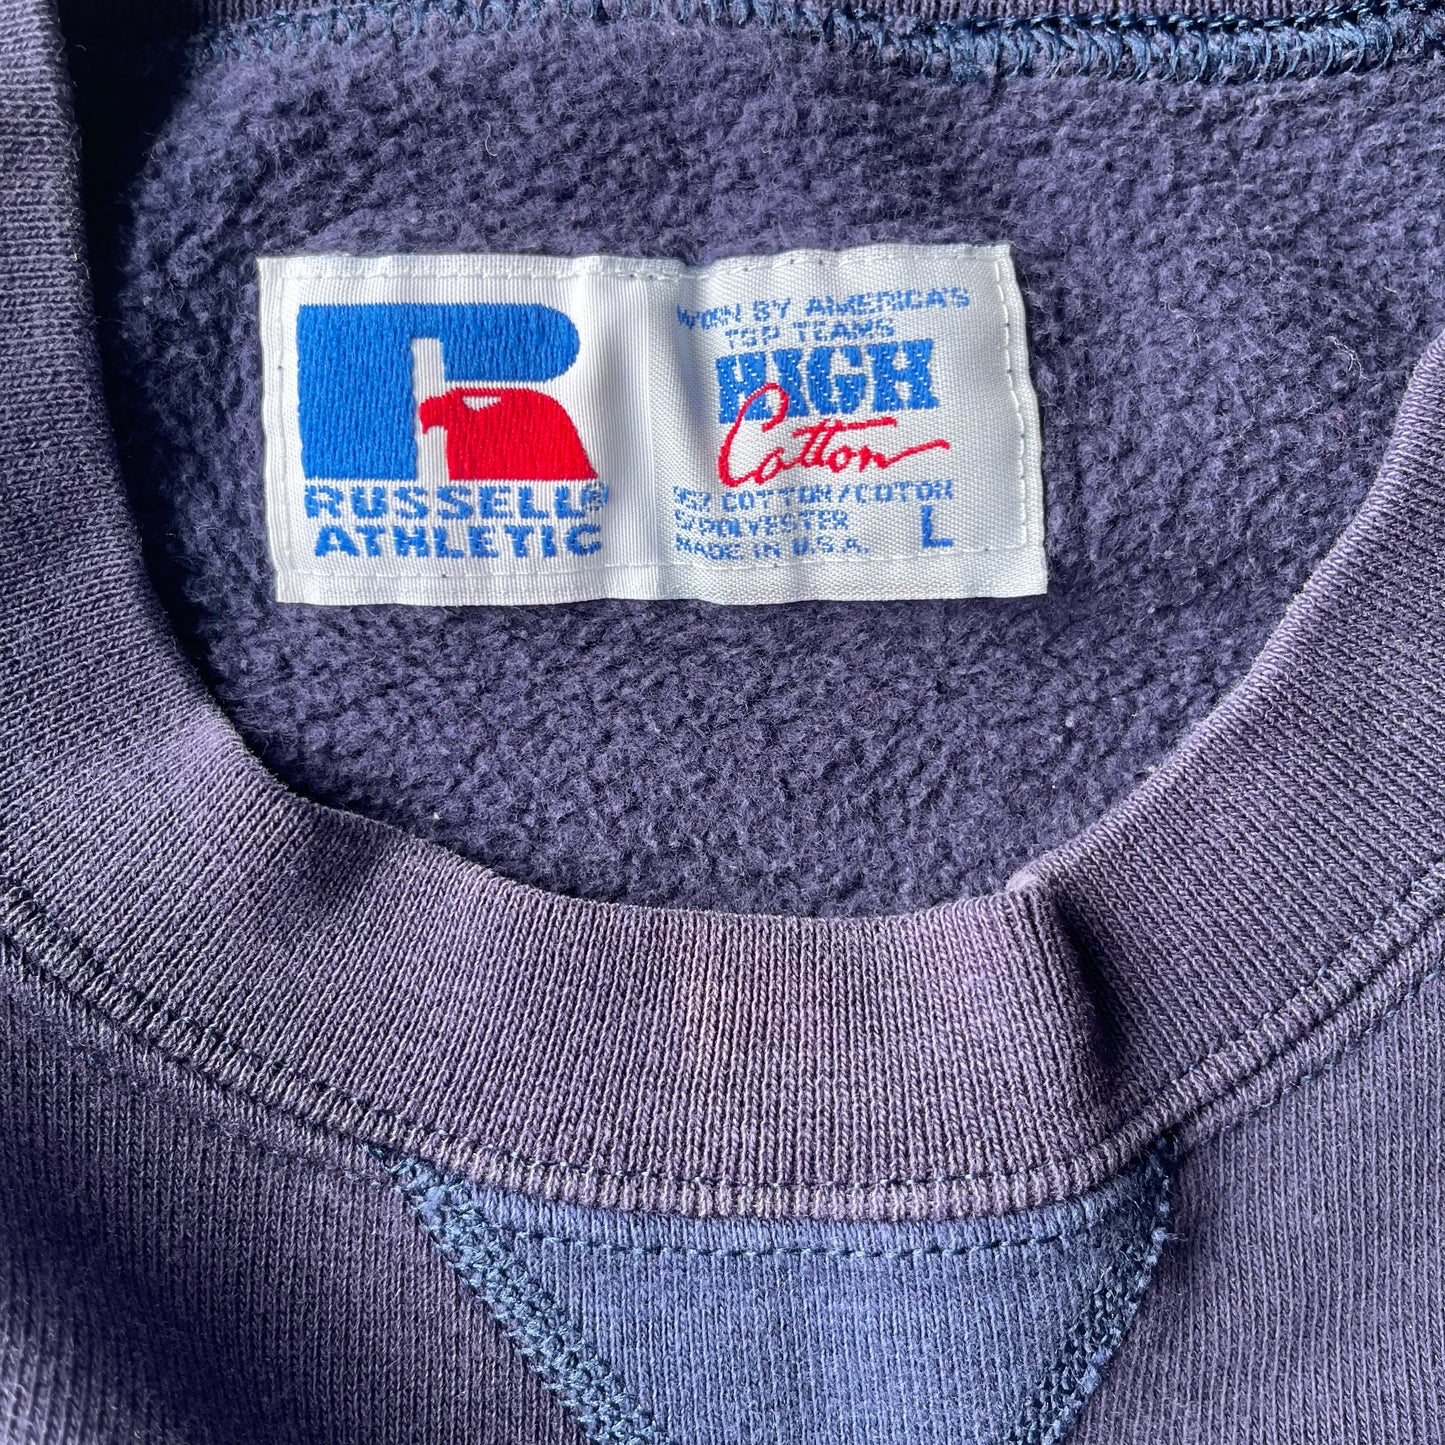 RUSSELL®
ATHLETIC
WORN BY AMERICA'S
TOP TEAMS
HIGH
Cotton
95% COTTON/COTON
5% POLYESTER
MADE IN U.S.A.
L